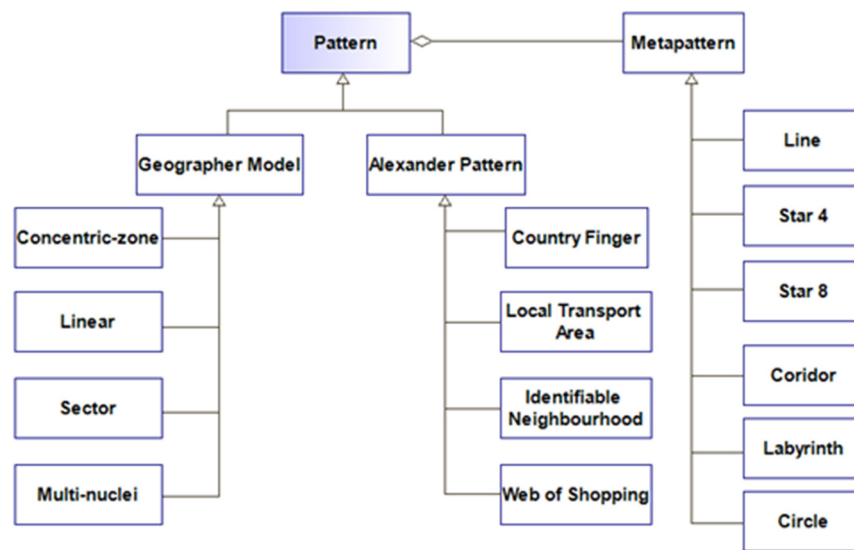 Pattern
Metapattern
Geographer Model
Alexander Pattern
Concentric-zone
Linear
Sector
Multi-nuclei
Country Finger
Local Transport
Area
Identifiable
Neighbourhood
Web of Shopping
Line
Star 4
Star 8
Coridor
Labyrinth
Circle